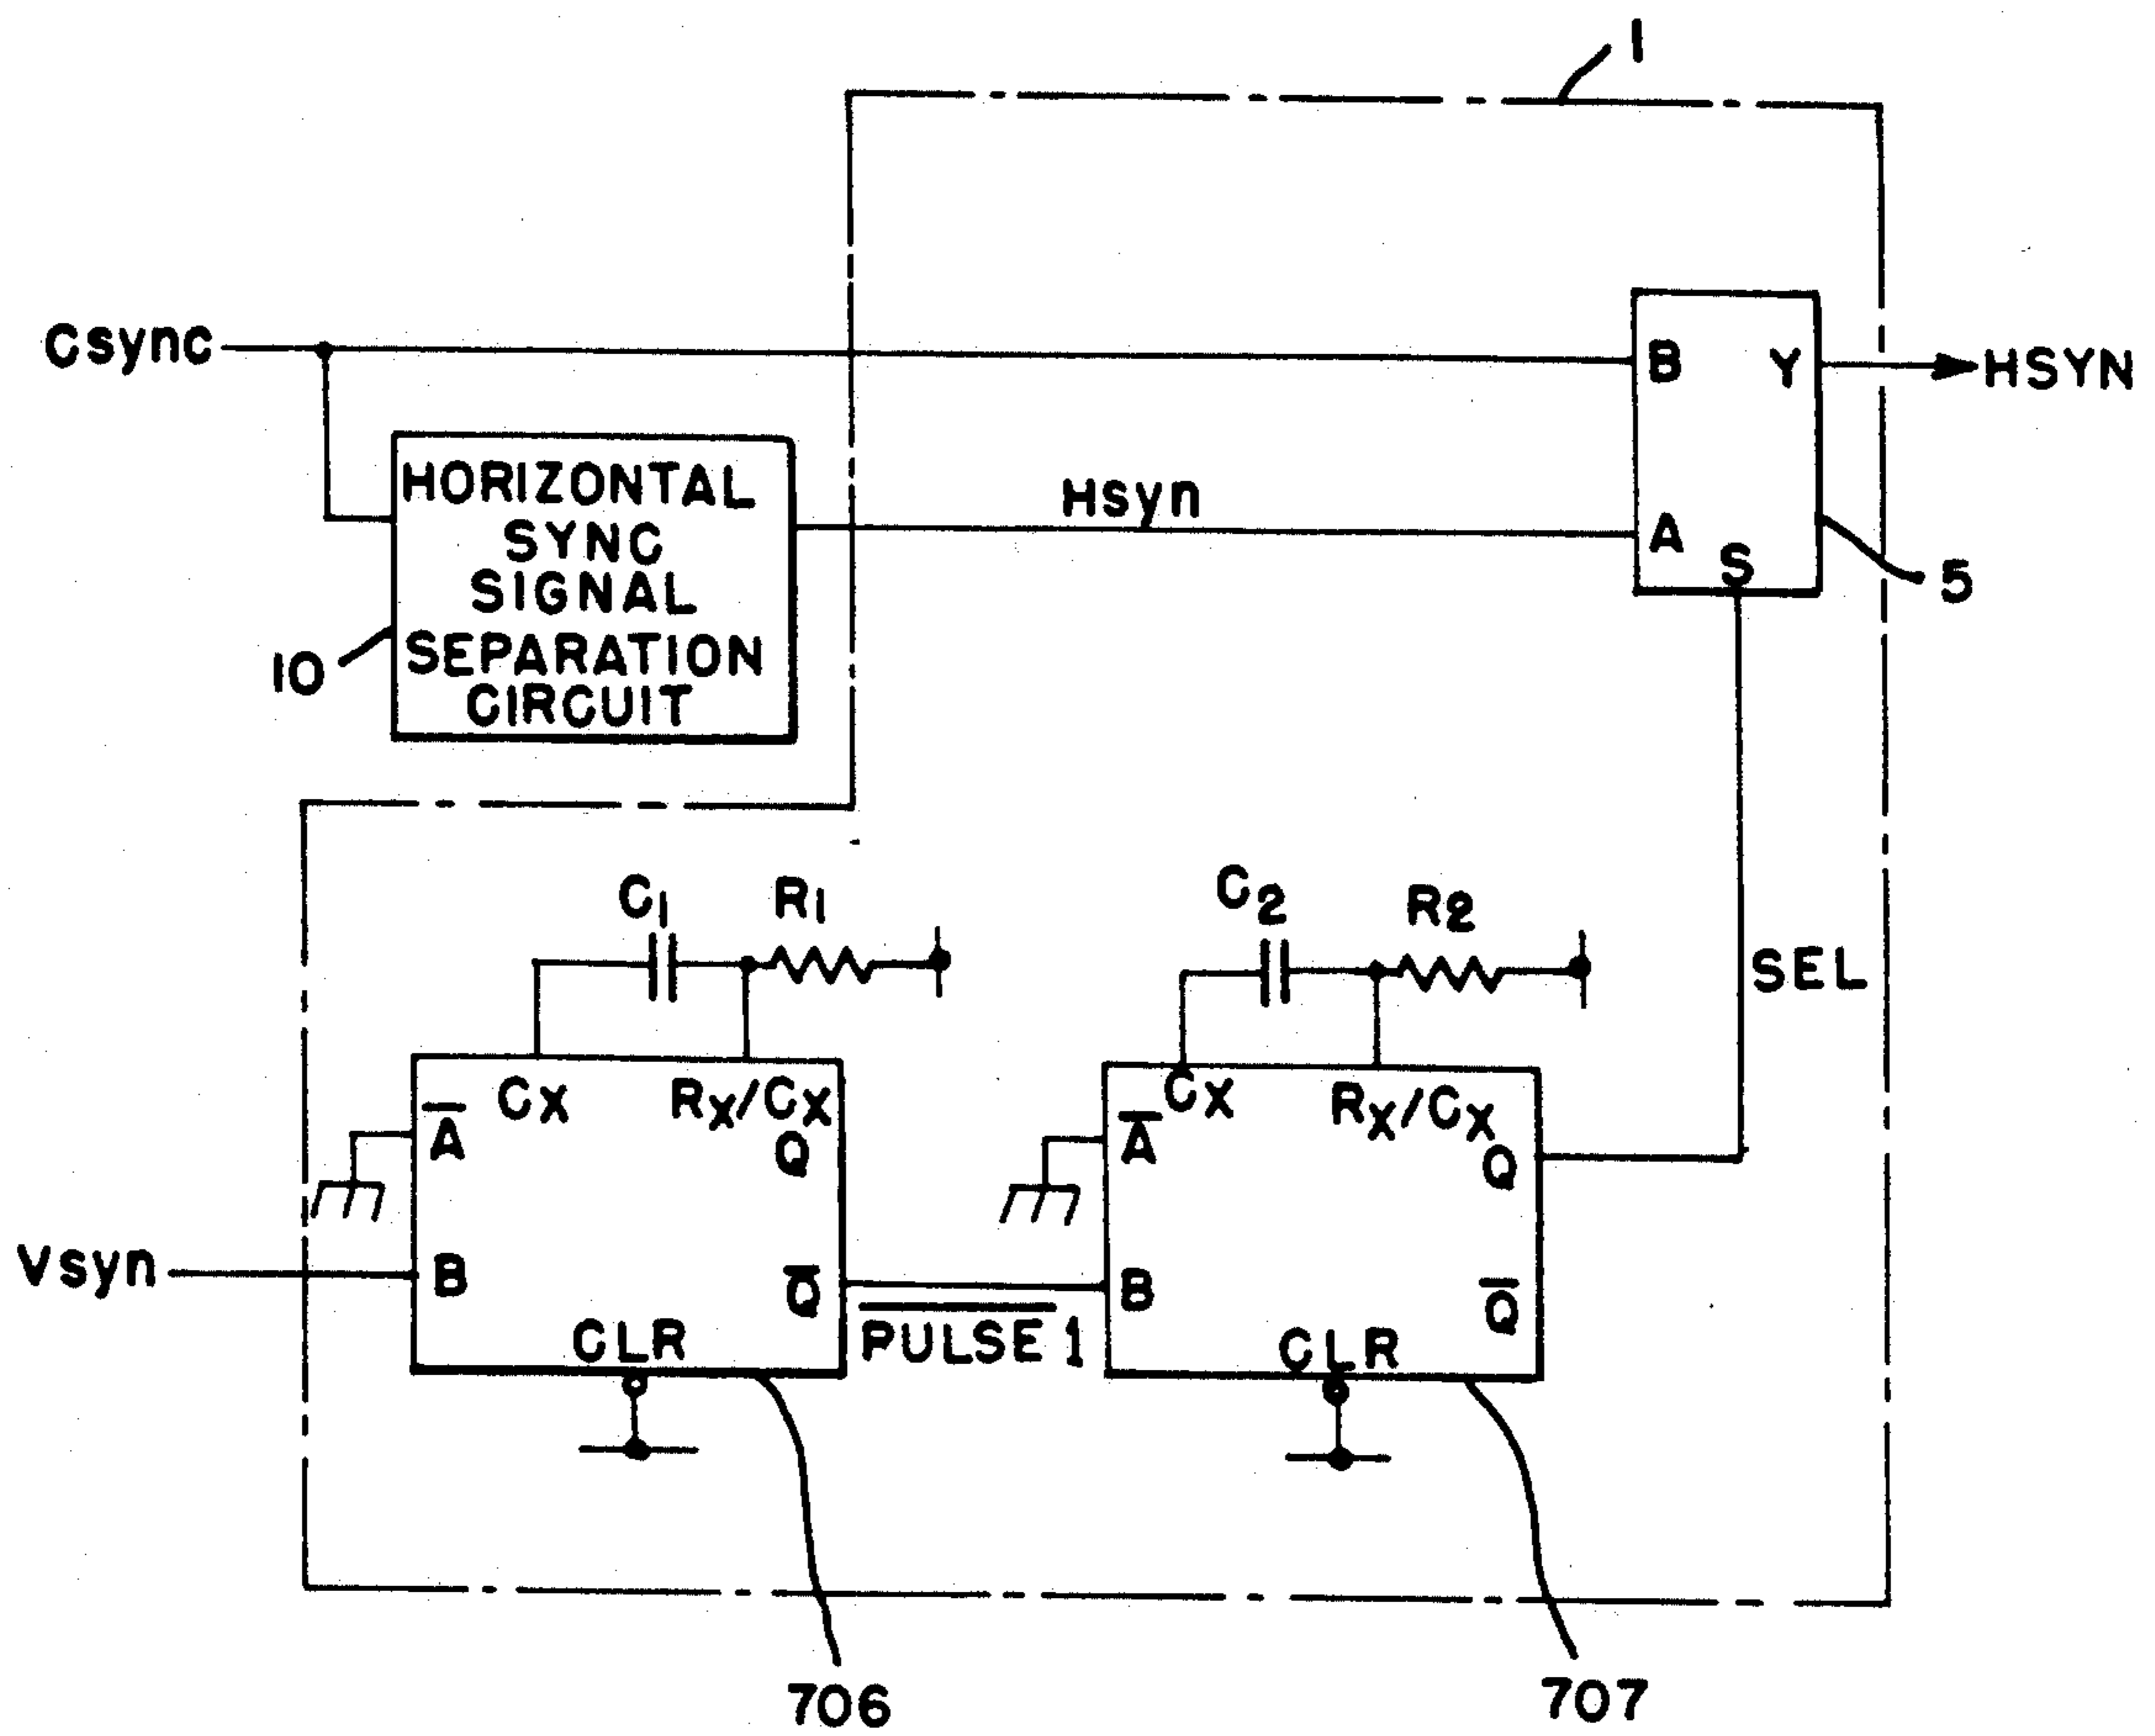 1
Csync
B
Y
HSYN
HORIZONTAL
SYNC
SIGNAL
SEPARATION
CIRCUIT
10
Hsyn
A
S
5
C1
R1
C2
R2
SEL
Cx
Rx/Cx
A̅
Q
B
Q̅
CLR
Vsyn
P̅U̅L̅S̅E̅ ̅1̅
Cx
Rx/Cx
A̅
Q
B
Q̅
CLR
706
707